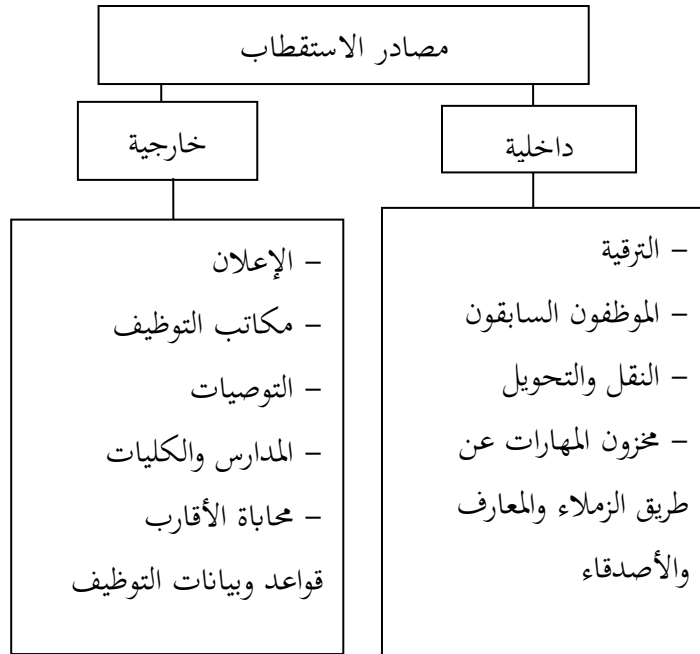 مصادر الاستقطاب
داخلية
خارجية
– الترقية
– الموظفون السابقون
– النقل والتحويل
– مخزون المهارات عن
طريق الزملاء والمعارف
والأصدقاء
– الإعلان
– مكاتب التوظيف
– التوصيات
– المدارس والكليات
– محاباة الأقارب
قواعد وبيانات التوظيف